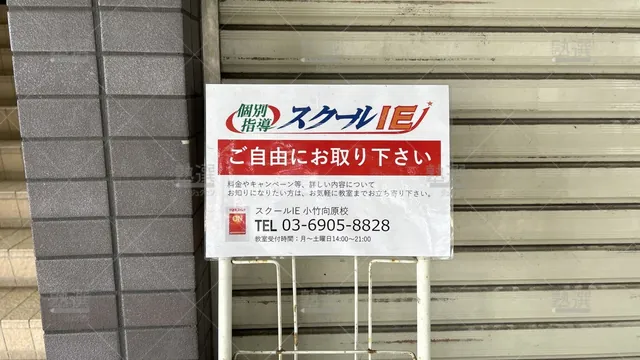 個別
指導
スクールIE
ご自由にお取り下さい
料金やキャンペーン等、詳しい内容について
お知りになりたい方は、お気軽に教室までお立ち寄り下さい。
スクールIE 小竹向原校
TEL 03-6905-8828
教室受付時間：月～土曜日14:00～21:00
塾選